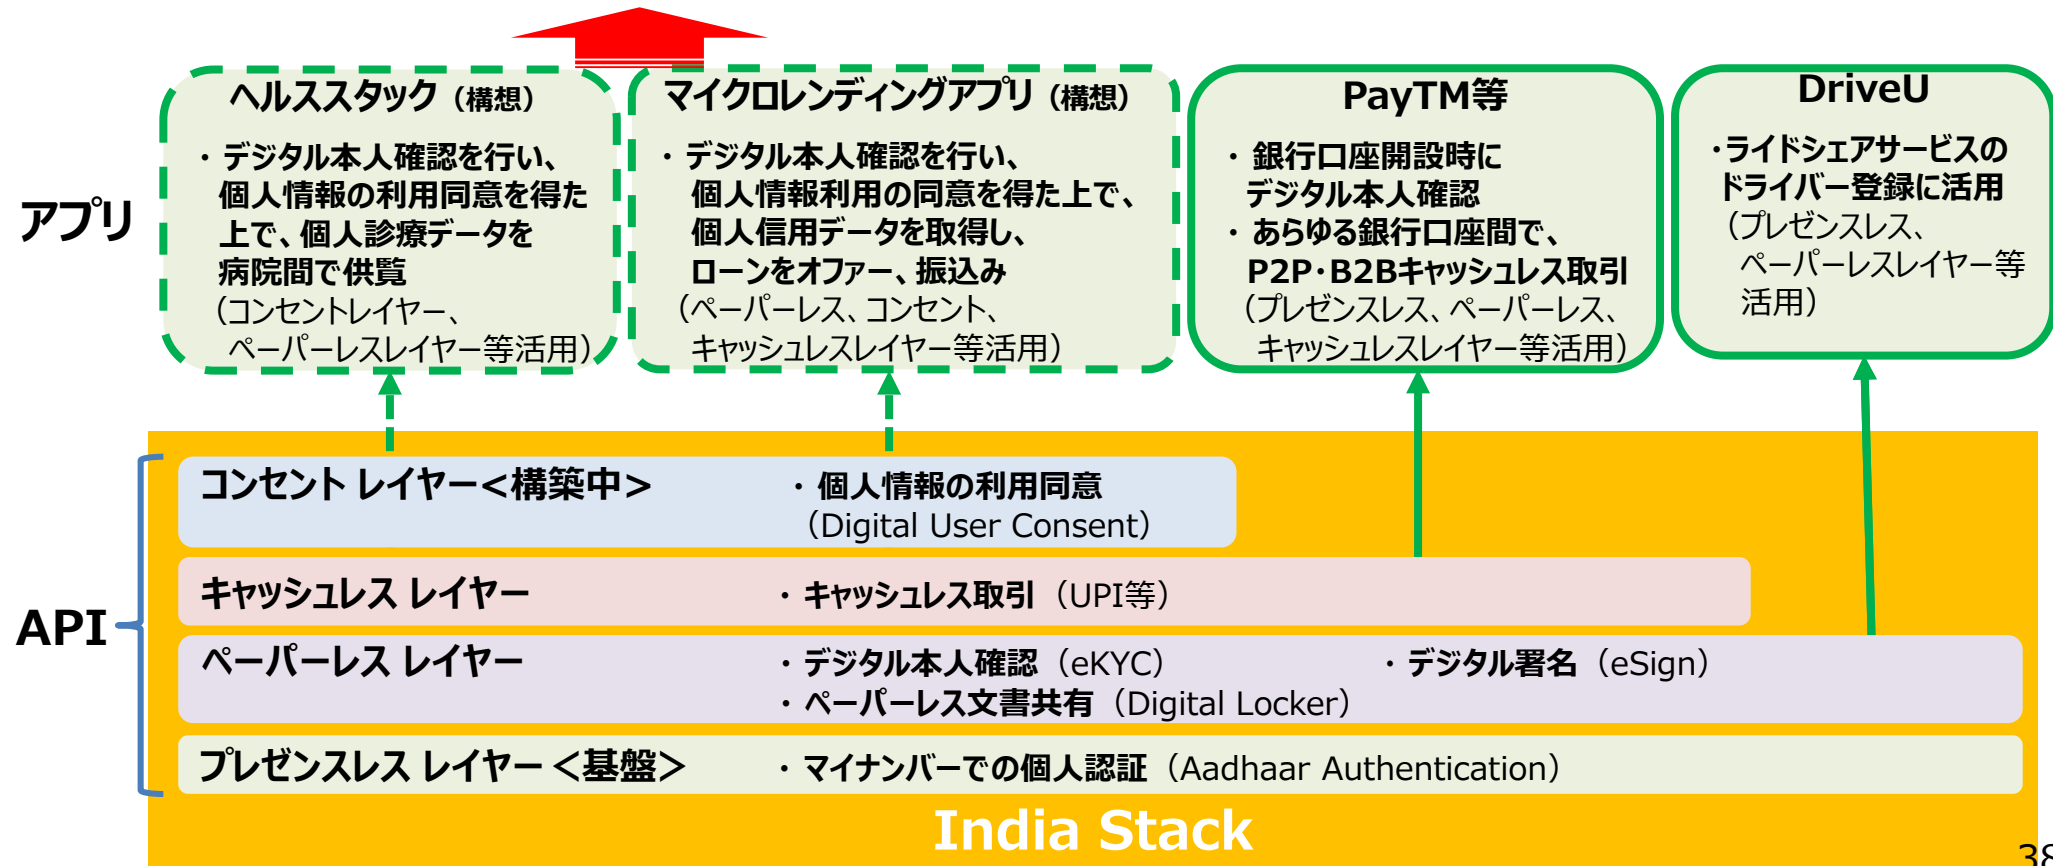 アプリ
ヘルススタック（構想）
・デジタル本人確認を行い、
個人情報の利用同意を得た
上で、個人診療データを
病院間で供覧
（コンセントレイヤー、
ペーパーレスレイヤー等活用）
マイクロレンディングアプリ（構想）
・デジタル本人確認を行い、
個人情報利用の同意を得た上で、
個人信用データを取得し、
ローンをオファー、振込み
（ペーパーレス、コンセント、
キャッシュレスレイヤー等活用）
PayTM等
・銀行口座開設時に
デジタル本人確認
・あらゆる銀行口座間で、
P2P・B2Bキャッシュレス取引
（プレゼンスレス、ペーパーレス、
キャッシュレスレイヤー等活用）
DriveU
・ライドシェアサービスの
ドライバー登録に活用
（プレゼンスレス、
ペーパーレスレイヤー等
活用）
API
コンセント レイヤー<構築中>
・個人情報の利用同意
（Digital User Consent）
キャッシュレス レイヤー
・キャッシュレス取引（UPI等）
ペーパーレス レイヤー
・デジタル本人確認（eKYC） ・デジタル署名（eSign）
・ペーパーレス文書共有（Digital Locker）
プレゼンスレス レイヤー <基盤>
・マイナンバーでの個人認証（Aadhaar Authentication）
India Stack
38